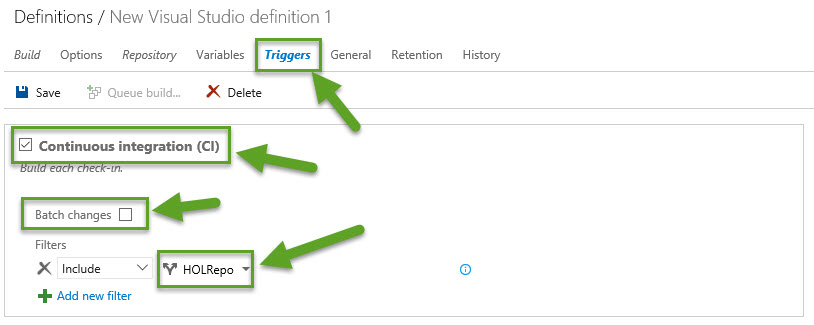 Definitions / New Visual Studio definition 1
Build Options Repository Variables Triggers General Retention History
Save Queue build... Delete
Continuous integration (CI)
Build each check-in.
Batch changes
Filters
Include HOLRepo
Add new filter